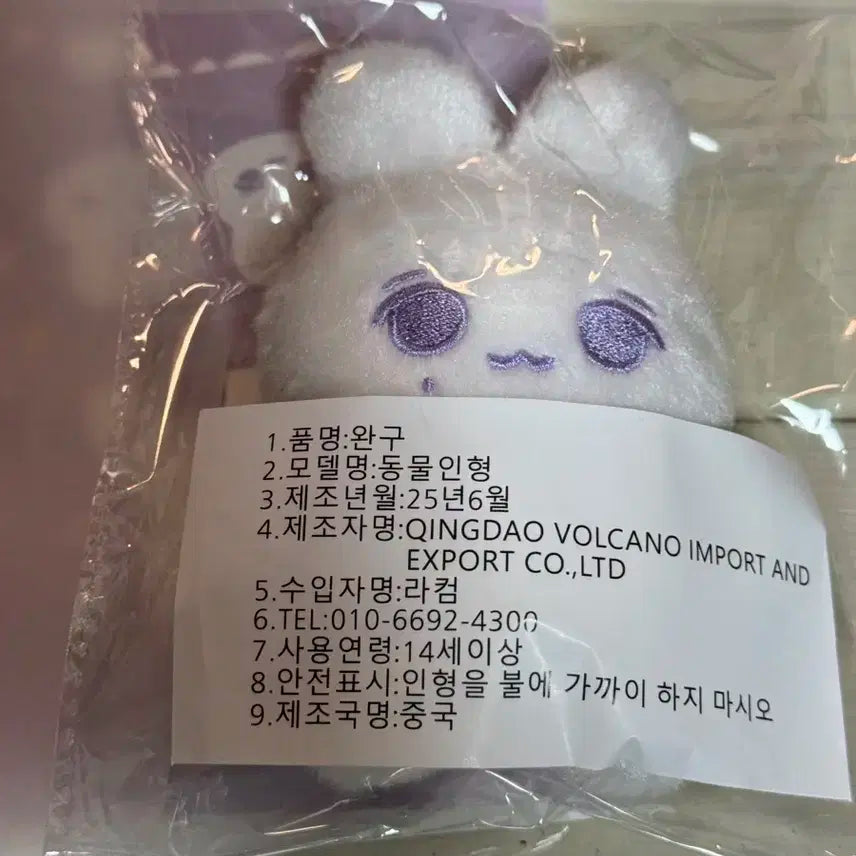 1.품명:완구
2.모델명:동물인형
3.제조년월:25년6월
4.제조자명:QINGDAO VOLCANO IMPORT AND
EXPORT CO.,LTD
5.수입자명:라컴
6.TEL:010-6692-4300
7.사용연령:14세이상
8.안전표시:인형을 불에 가까이 하지 마시오
9.제조국명:중국